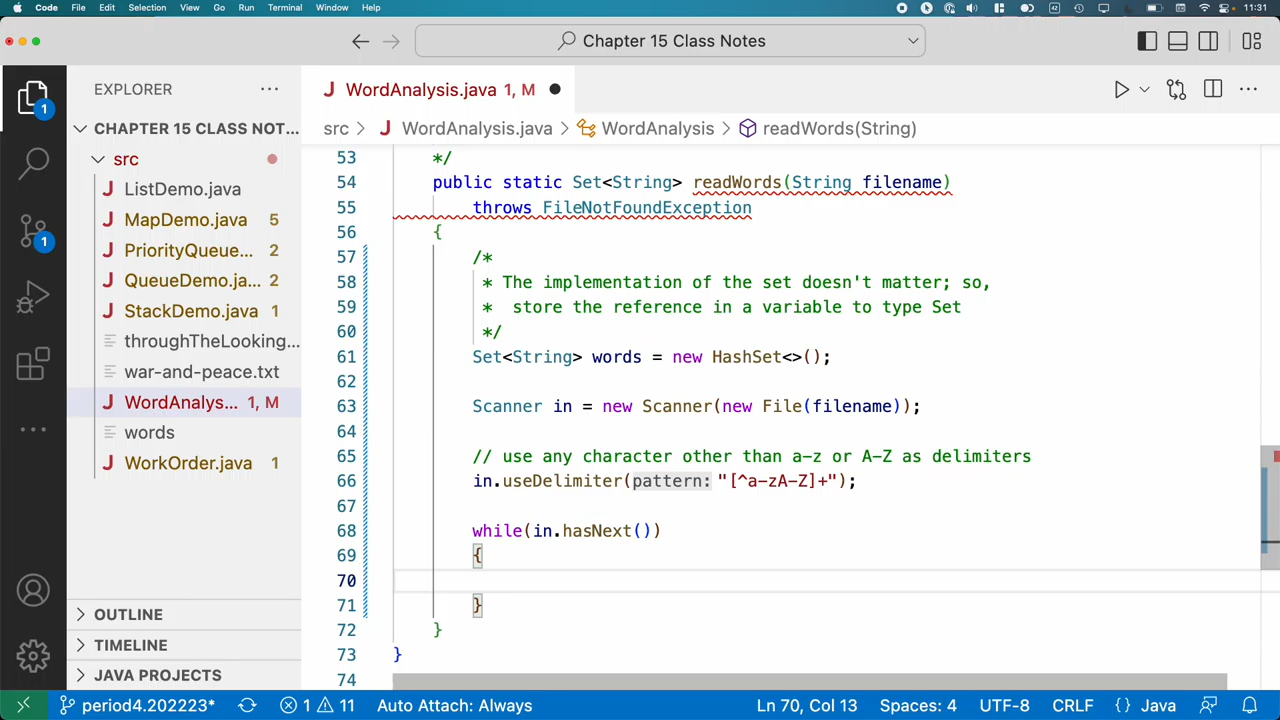 Code File Edit Selection View Go Run Terminal Window Help 42 11:31
Chapter 15 Class Notes
1
EXPLORER
CHAPTER 15 CLASS NOT...
src
J ListDemo.java
J MapDemo.java 5
J PriorityQueue... 2
J QueueDemo.ja... 2
J StackDemo.java 1
throughTheLooking...
war-and-peace.txt
J WordAnalys... 1, M
words
J WorkOrder.java 1
OUTLINE
TIMELINE
JAVA PROJECTS
1
J WordAnalysis.java 1, M
src > J WordAnalysis.java > WordAnalysis > readWords(String)
53 */
54 public static Set<String> readWords(String filename)
55 throws FileNotFoundException
56 {
57 /*
58 * The implementation of the set doesn't matter; so,
59 * store the reference in a variable to type Set
60 */
61 Set<String> words = new HashSet<>();
62
63 Scanner in = new Scanner(new File(filename));
64
65 // use any character other than a-z or A-Z as delimiters
66 in.useDelimiter(pattern: "[^a-zA-Z]+");
67
68 while(in.hasNext())
69 {
70
71 }
72 }
73 }
74
period4.202223* 1 11 Auto Attach: Always Ln 70, Col 13 Spaces: 4 UTF-8 CRLF {} Java